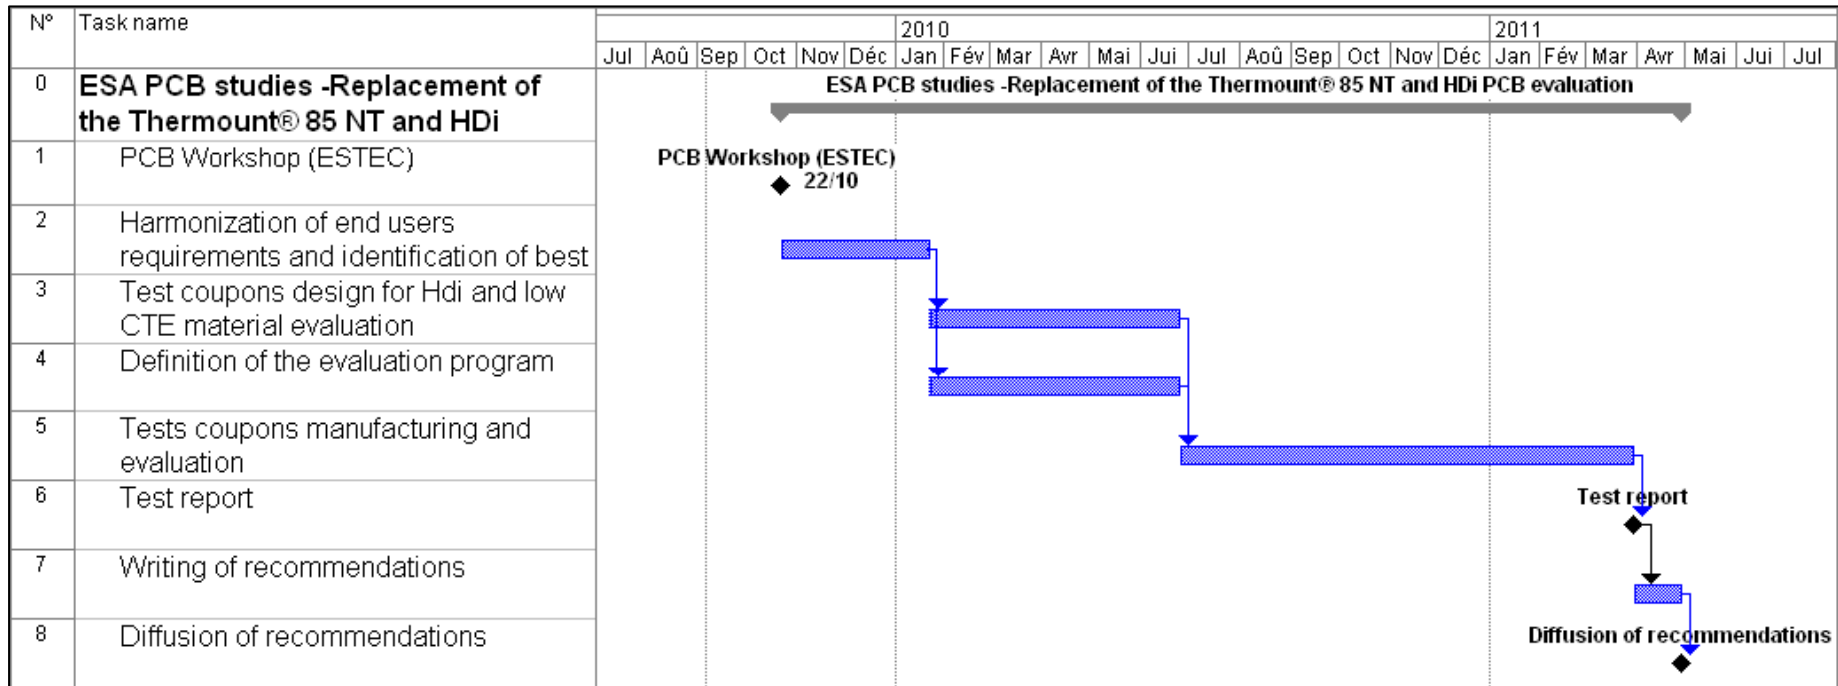 N° Task name
2010 2011
Jul Aoû Sep Oct Nov Déc Jan Fév Mar Avr Mai Jui Jul Aoû Sep Oct Nov Déc Jan Fév Mar Avr Mai Jui Jul
0 ESA PCB studies -Replacement of
the Thermount® 85 NT and HDi
ESA PCB studies -Replacement of the Thermount® 85 NT and HDi PCB evaluation
1 PCB Workshop (ESTEC)
PCB Workshop (ESTEC)
22/10
2 Harmonization of end users
requirements and identification of best
3 Test coupons design for Hdi and low
CTE material evaluation
4 Definition of the evaluation program
5 Tests coupons manufacturing and
evaluation
6 Test report
Test report
7 Writing of recommendations
8 Diffusion of recommendations
Diffusion of recommendations